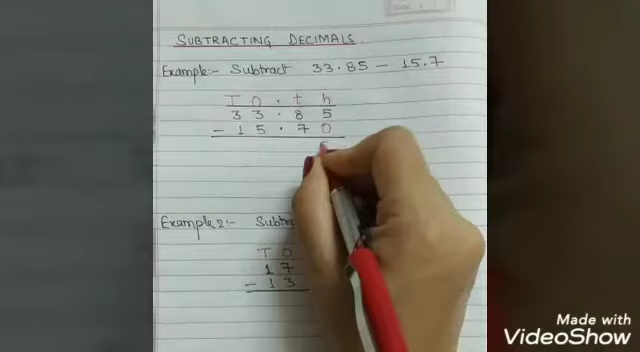 SUBTRACTING DECIMALS.
Example:- Subtract 33.85 - 15.7
T O . t h
3 3 . 8 5
- 1 5 . 7 0
Example 2:-
T O
1 7
- 1 3
Made with
VideoShow